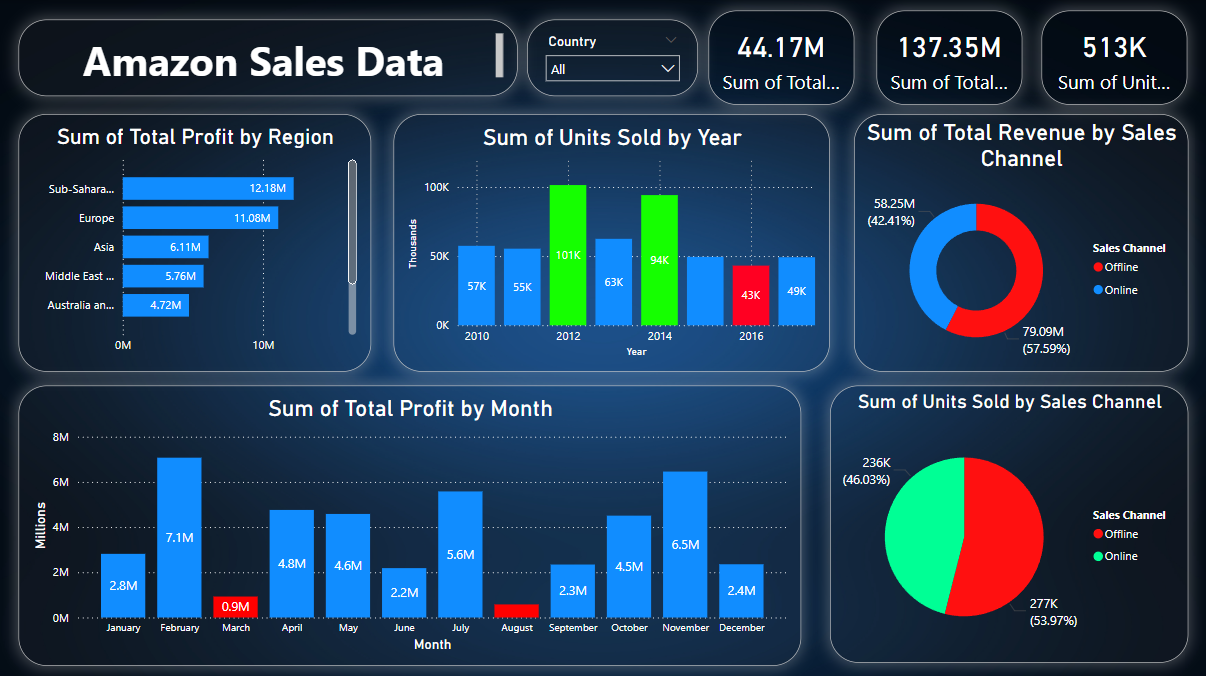 Amazon Sales Data
Country
All
44.17M
Sum of Total...
137.35M
Sum of Total...
513K
Sum of Unit...
Sum of Total Profit by Region
Sub-Sahara...
12.18M
Europe
11.08M
Asia
6.11M
Middle East ...
5.76M
Australia an...
4.72M
0M
10M
Sum of Units Sold by Year
Thousands
100K
50K
0K
57K
55K
101K
63K
94K
43K
49K
2010
2012
2014
2016
Year
Sum of Total Revenue by Sales
Channel
58.25M
(42.41%)
79.09M
(57.59%)
Sales Channel
Offline
Online
Sum of Total Profit by Month
Millions
8M
6M
4M
2M
0M
2.8M
7.1M
0.9M
4.8M
4.6M
2.2M
5.6M
2.3M
4.5M
6.5M
2.4M
January
February
March
April
May
June
July
August
September
October
November
December
Month
Sum of Units Sold by Sales Channel
236K
(46.03%)
277K
(53.97%)
Sales Channel
Offline
Online